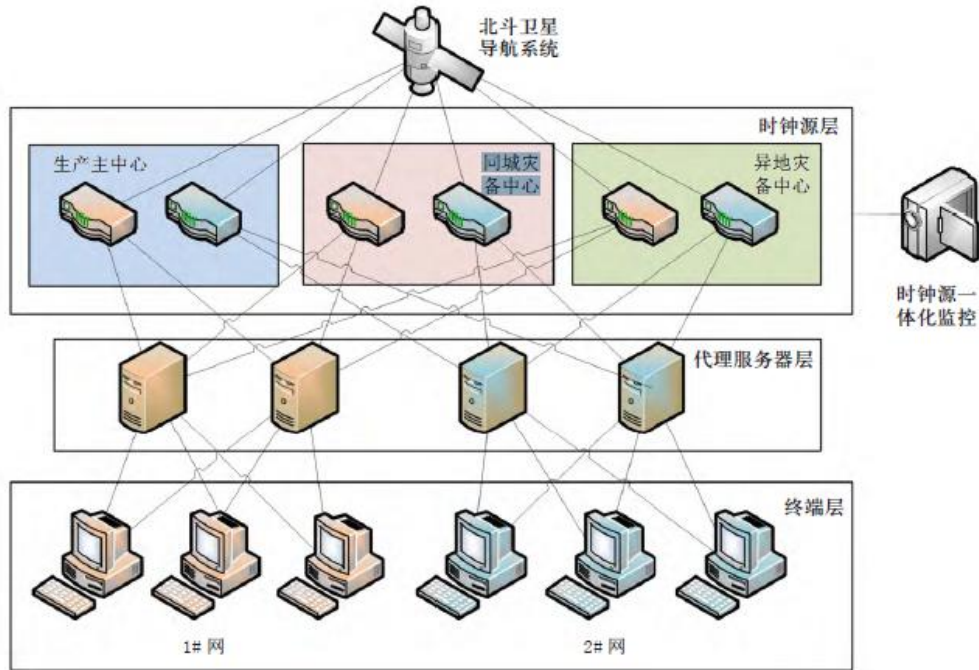 北斗卫星
导航系统
时钟源层
生产主中心
同城灾
备中心
异地灾
备中心
时钟源一
体化监控
代理服务器层
终端层
1# 网
2# 网